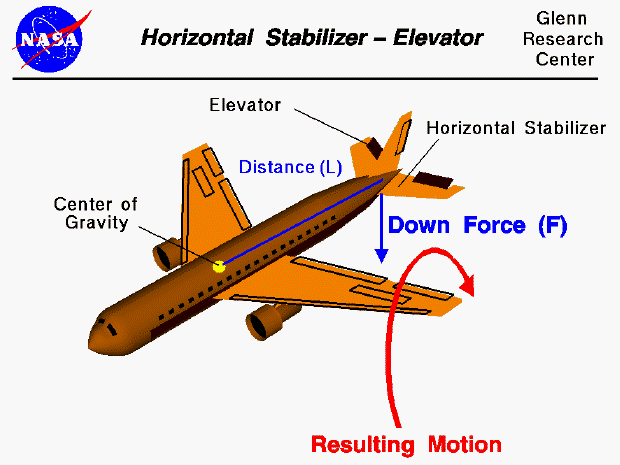 NASA
Horizontal Stabilizer – Elevator
Glenn
Research
Center
Elevator
Horizontal Stabilizer
Distance (L)
Center of
Gravity
Down Force (F)
Resulting Motion